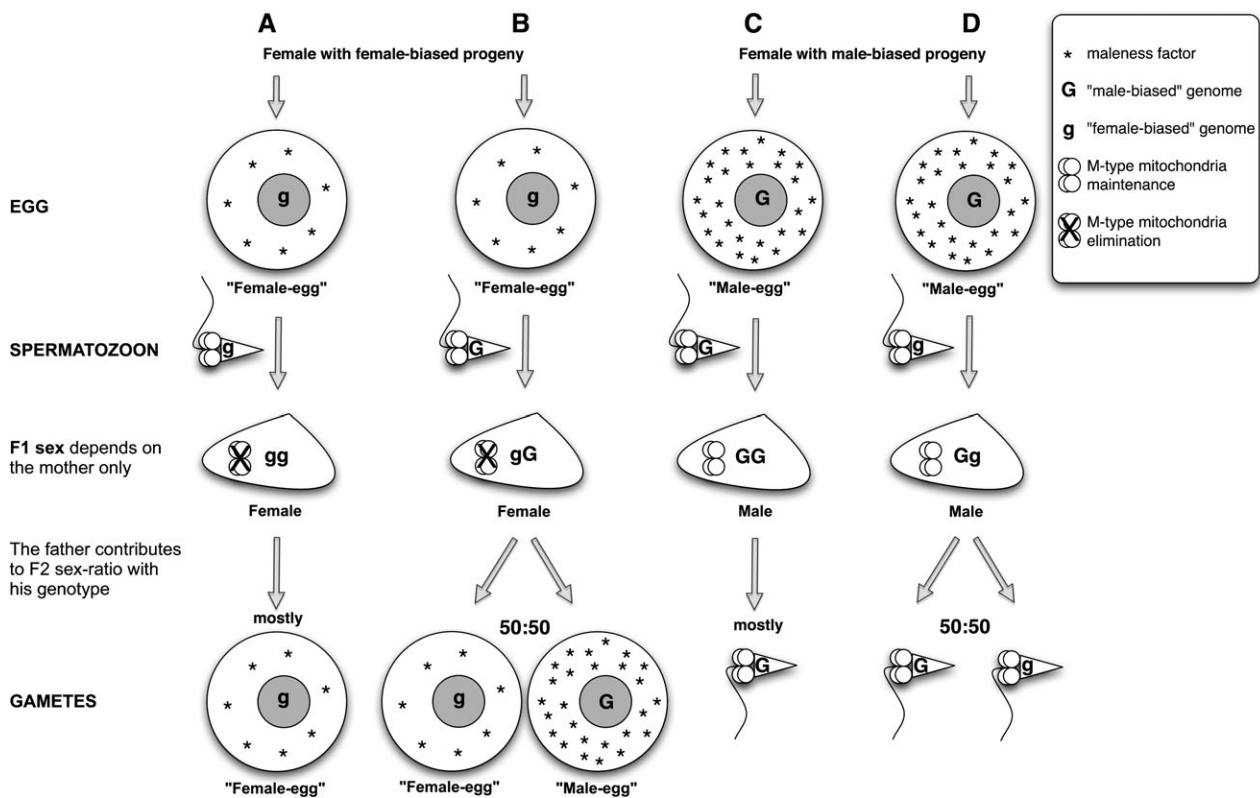 A B C D
Female with female-biased progeny Female with male-biased progeny
* maleness factor
G "male-biased" genome
g "female-biased" genome
M-type mitochondria
maintenance
M-type mitochondria
elimination
EGG
g g G G
"Female-egg" "Female-egg" "Male-egg" "Male-egg"
SPERMATOZOON
g G G g
F1 sex depends on
the mother only
gg gG GG Gg
Female Female Male Male
The father contributes
to F2 sex-ratio with
his genotype
mostly 50:50 mostly 50:50
GAMETES
g g G G G g
"Female-egg" "Female-egg" "Male-egg"